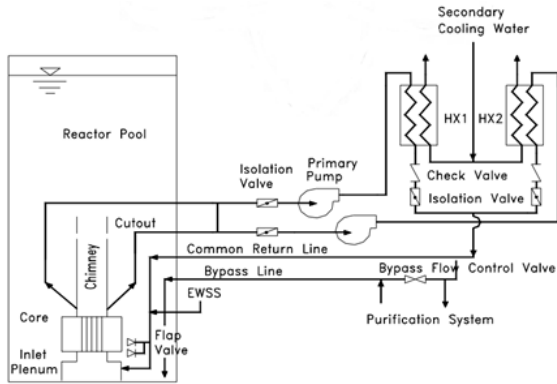 Secondary
Cooling Water
Reactor Pool
HX1
HX2
Isolation
Valve
Primary
Pump
Check Valve
Isolation Valve
Cutout
Chimney
Common Return Line
Bypass Line
Bypass Flow Control Valve
EWSS
Core
Flap
Valve
Purification System
Inlet
Plenum